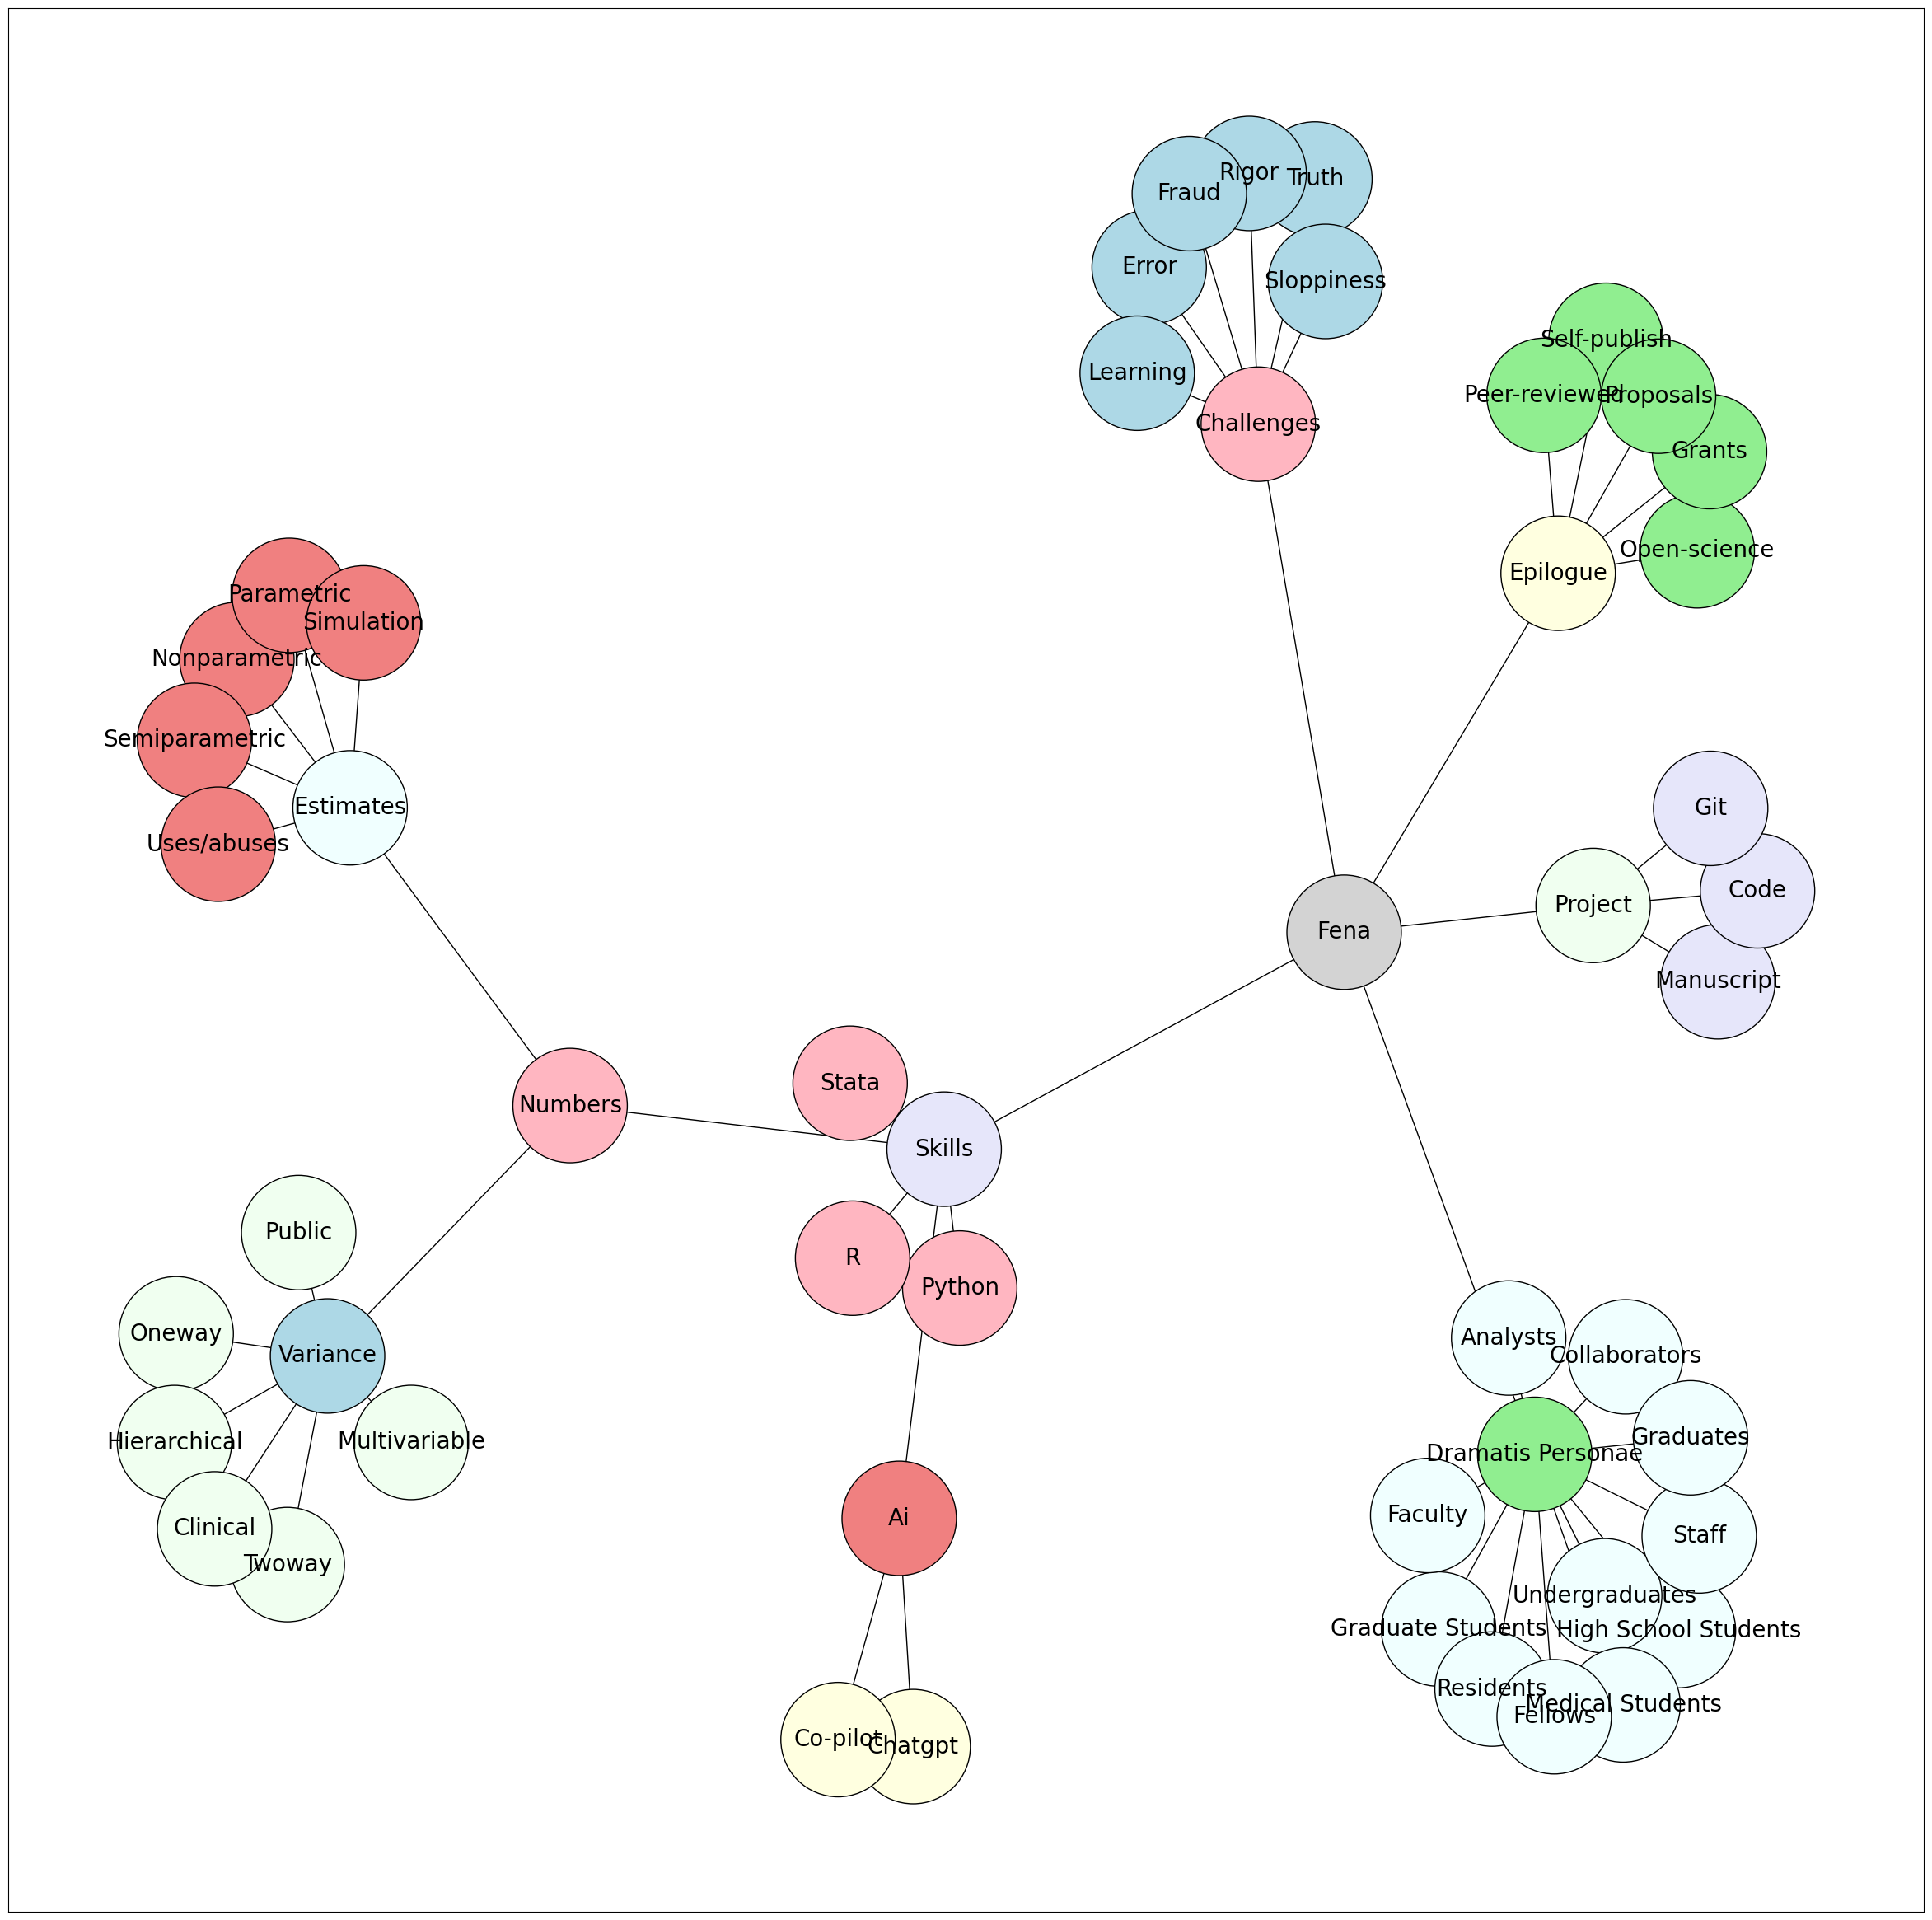 Rigor
Truth
Fraud
Error
Sloppiness
Learning
Challenges
Self-publish
Peer-reviewed
Proposals
Grants
Open-science
Epilogue
Parametric
Simulation
Nonparametric
Semiparametric
Estimates
Uses/abuses
Git
Code
Project
Manuscript
Fena
Stata
Numbers
Skills
R
Python
Public
Oneway
Variance
Hierarchical
Multivariable
Clinical
Twoway
Ai
Co-pilot
Chatgpt
Analysts
Collaborators
Graduates
Dramatis Personae
Faculty
Staff
Undergraduates
Graduate Students
High School Students
Residents
Medical Students
Fellows